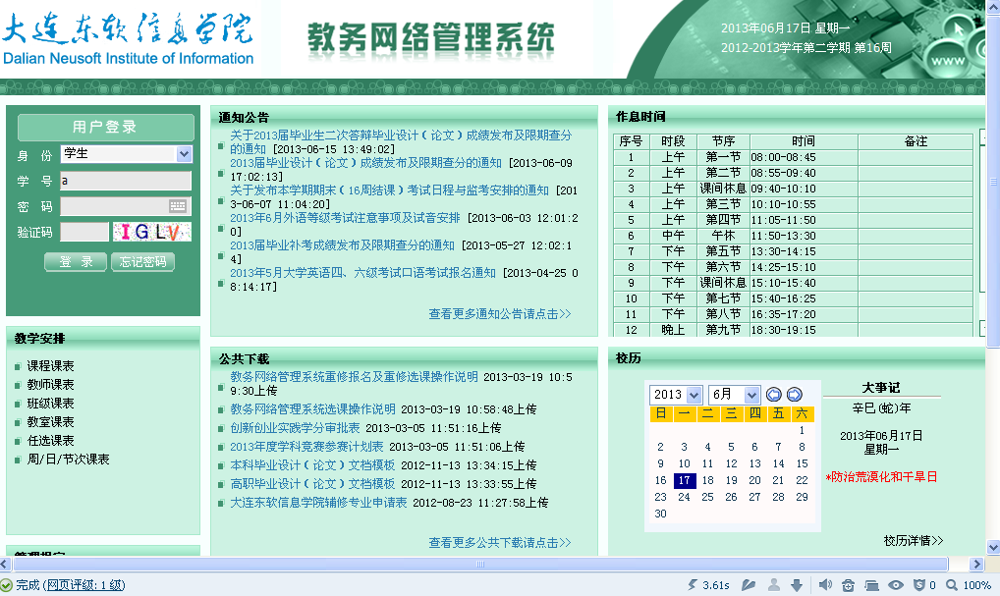 大连东软信息学院
Dalian Neusoft Institute of Information
教务网络管理系统
2013年06月17日 星期一
2012-2013学年第二学期 第16周
www
用户登录
身 份 学生
学 号 a
密 码
验证码 IGLV
登 录 忘记密码
教学安排
课程课表
教师课表
班级课表
教室课表
任选课表
周/日/节次课表
通知公告
关于2013届毕业生二次答辩毕业设计(论文)成绩发布及限期查分
的通知 [2013-06-15 13:49:02]
2013届毕业设计(论文)成绩发布及限期查分的通知 [2013-06-09
17:02:13]
关于发布本学期期末(16周结课)考试日程与监考安排的通知 [201
3-06-07 11:04:20]
2013年6月外语等级考试注意事项及试音安排 [2013-06-03 12:01:2
0]
2013届毕业补考成绩发布及限期查分的通知 [2013-05-27 12:02:1
4]
2013年5月大学英语四、六级考试口语考试报名通知 [2013-04-25 0
8:14:17]
查看更多通知公告请点击>>
公共下载
教务网络管理系统重修报名及重修选课操作说明 2013-03-19 10:5
9:30上传
教务网络管理系统选课操作说明 2013-03-19 10:58:48上传
创新创业实践学分审批表 2013-03-05 11:51:16上传
2013年度学科竞赛参赛计划表 2013-03-05 11:51:06上传
本科毕业设计(论文)文档模板 2012-11-13 13:34:15上传
高职毕业设计(论文)文档模板 2012-11-13 13:33:55上传
大连东软信息学院辅修专业申请表 2012-08-23 11:27:58上传
查看更多公共下载请点击>>
作息时间
序号 时段 节序 时间 备注
1 上午 第一节 08:00-08:45
2 上午 第二节 08:55-09:40
3 上午 课间休息 09:40-10:10
4 上午 第三节 10:10-10:55
5 上午 第四节 11:05-11:50
6 中午 午休 11:50-13:30
7 下午 第五节 13:30-14:15
8 下午 第六节 14:25-15:10
9 下午 课间休息 15:10-15:40
10 下午 第七节 15:40-16:25
11 下午 第八节 16:35-17:20
12 晚上 第九节 18:30-19:15
校历
2013 6月
日 一 二 三 四 五 六
1
2 3 4 5 6 7 8
9 10 11 12 13 14 15
16 17 18 19 20 21 22
23 24 25 26 27 28 29
30
大事记
辛巳(蛇)年
2013年06月17日
星期一
*防治荒漠化和干旱日
校历详情>>
完成 (网页评级: 1 级) 3.61s 0 100%